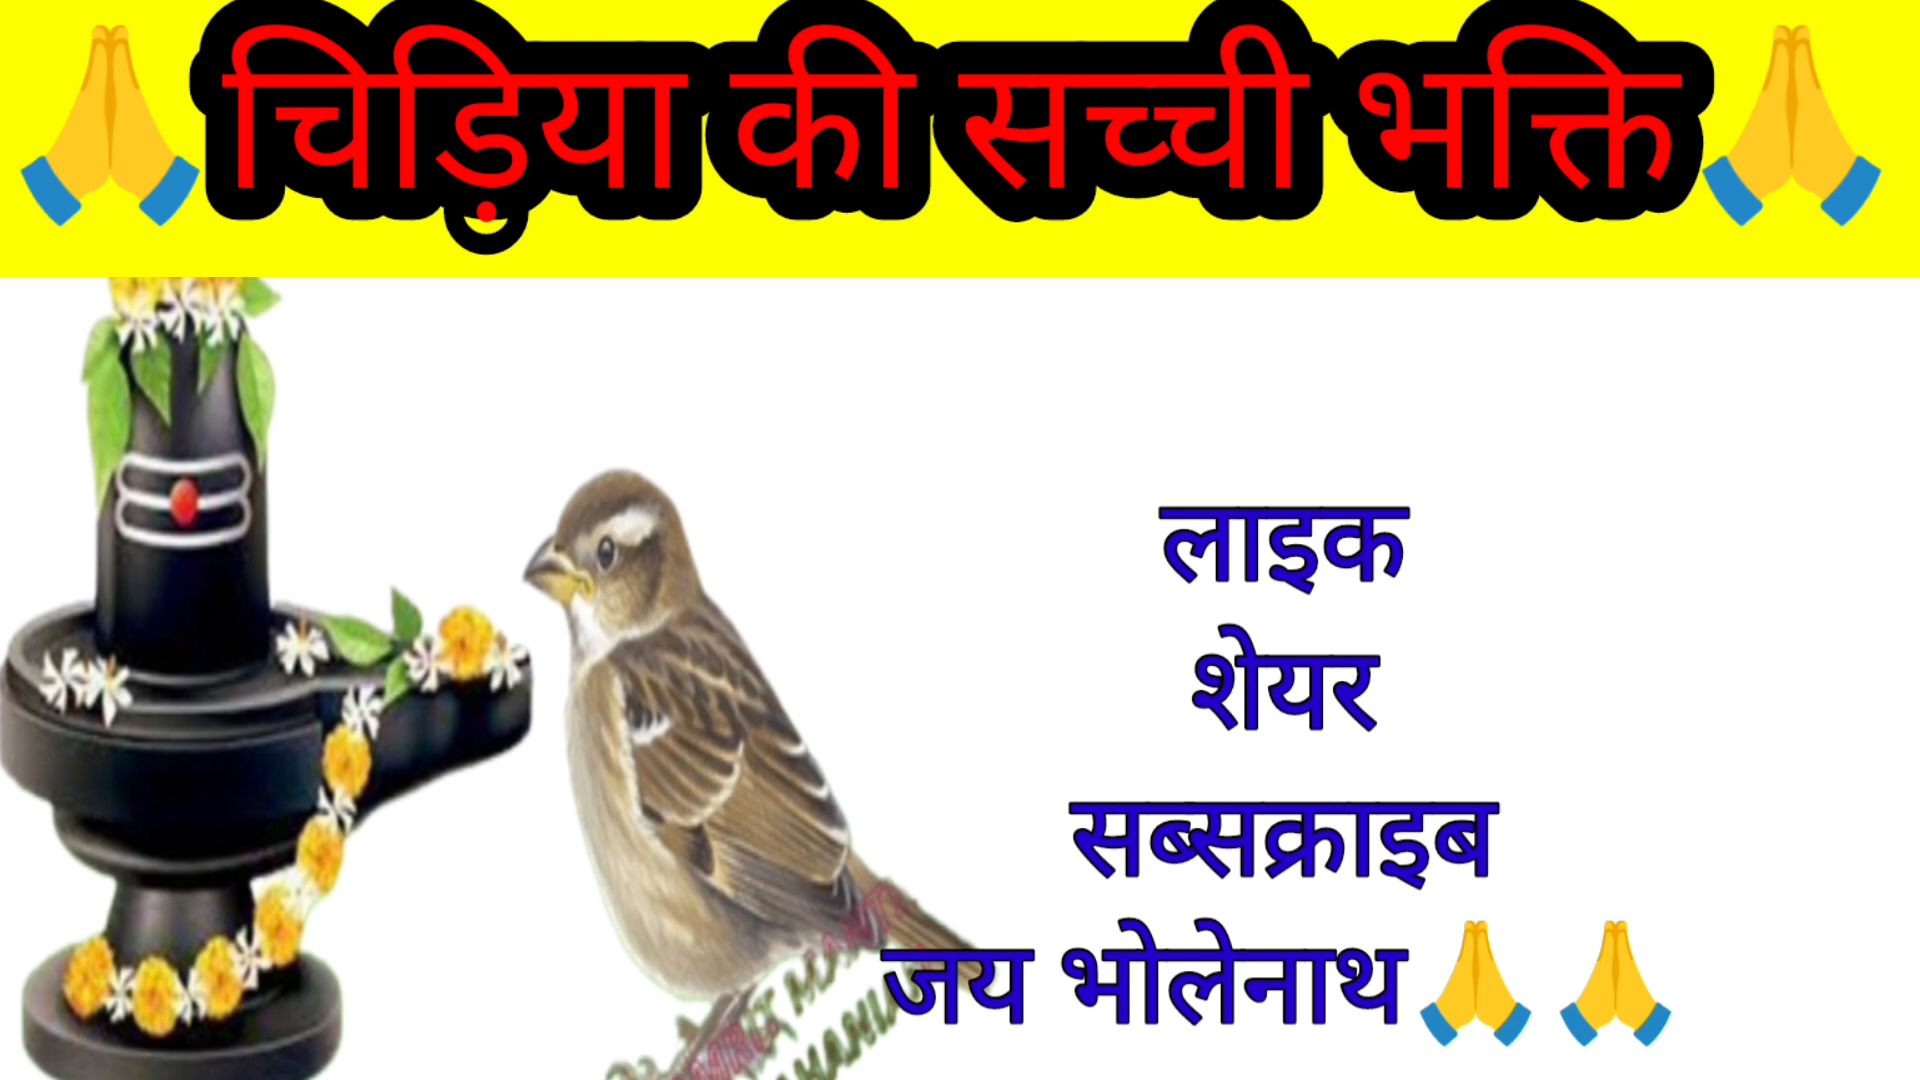 🙏चिड़िया की सच्ची भक्ति🙏
लाइक
शेयर
सब्सक्राइब
जय भोलेनाथ🙏 🙏